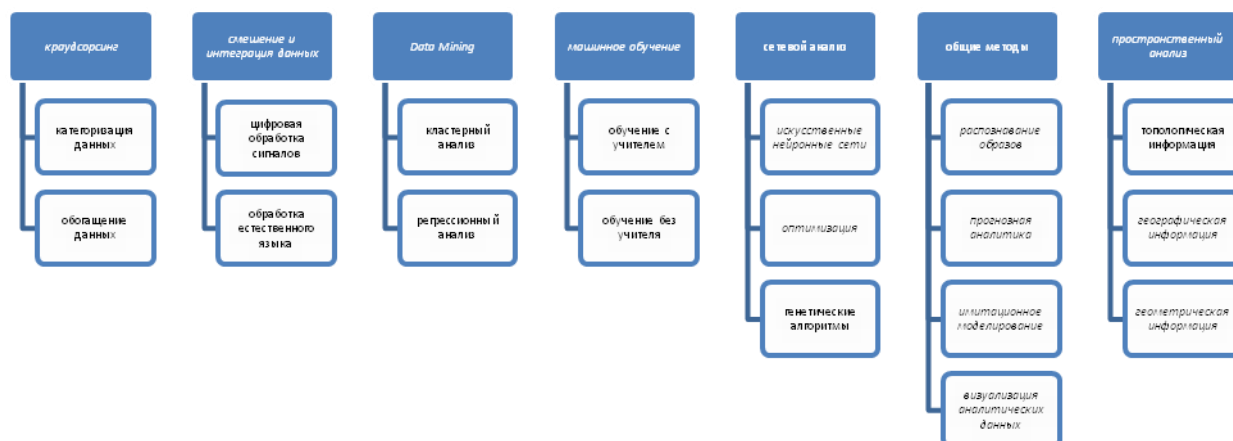 краудсорсинг
смешение и
интеграция данных
Data Mining
машинное обучение
сетевой анализ
общие методы
пространственный
анализ
категоризация
данных
обогащение
данных
цифровая
обработка
сигналов
обработка
естественного
языка
кластерный
анализ
регрессионный
анализ
обучение с
учителем
обучение без
учителя
искусственные
нейронные сети
оптимизация
генетические
алгоритмы
распознавание
образов
прогнозная
аналитика
имитационное
моделирование
визуализация
аналитических
данных
топологическая
информация
географическая
информация
геометрическая
информация